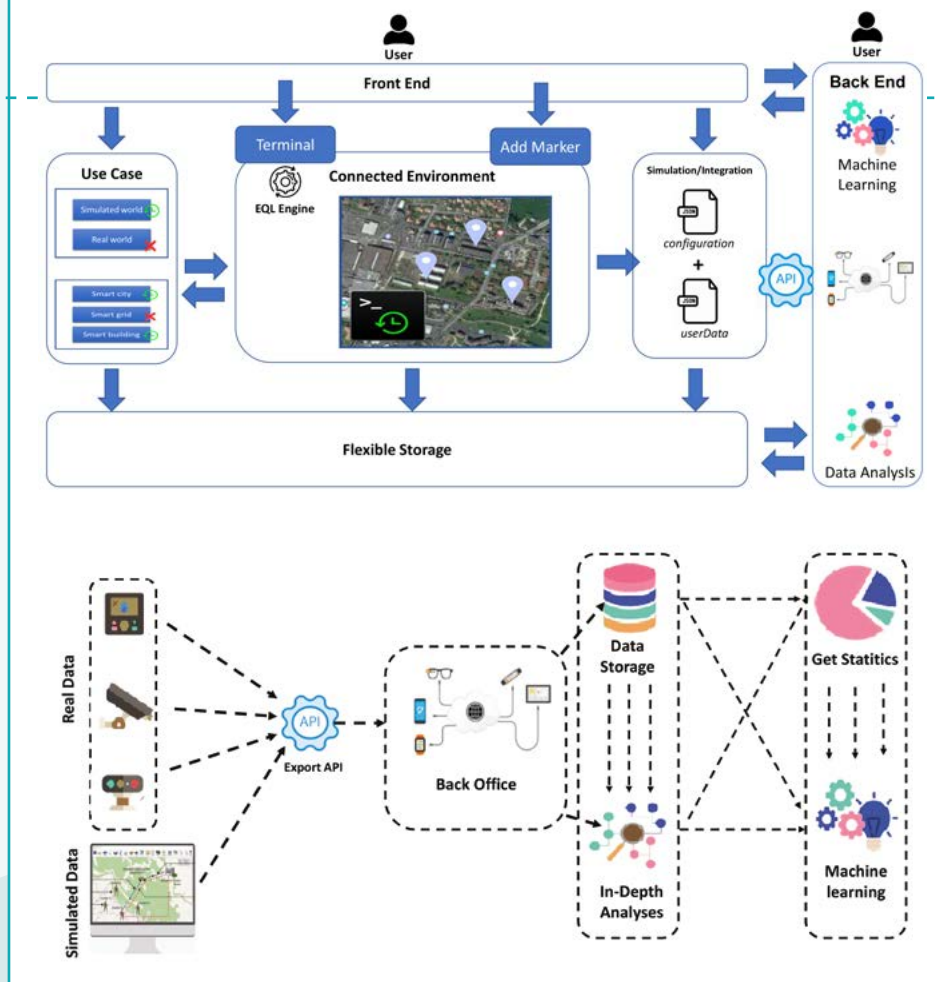 User
User
Front End
Back End
Terminal
Add Marker
Machine
Learning
Use Case
EQL Engine
Connected Environment
Simulation/Integration
Simulated world
Real world
JSON
configuration
+
API
Smart city
Smart grid
Smart building
>_
JSON
userData
Flexible Storage
Data Analysis
Real Data
Data
Storage
Get Statitics
API
Export API
Back Office
Simulated Data
In-Depth
Analyses
Machine
learning